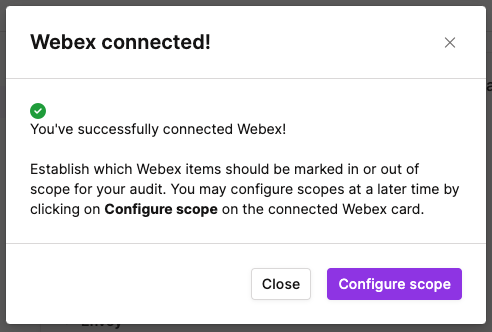 Webex connected!
You've successfully connected Webex!
Establish which Webex items should be marked in or out of
scope for your audit. You may configure scopes at a later time by
clicking on Configure scope on the connected Webex card.
Close
Configure scope